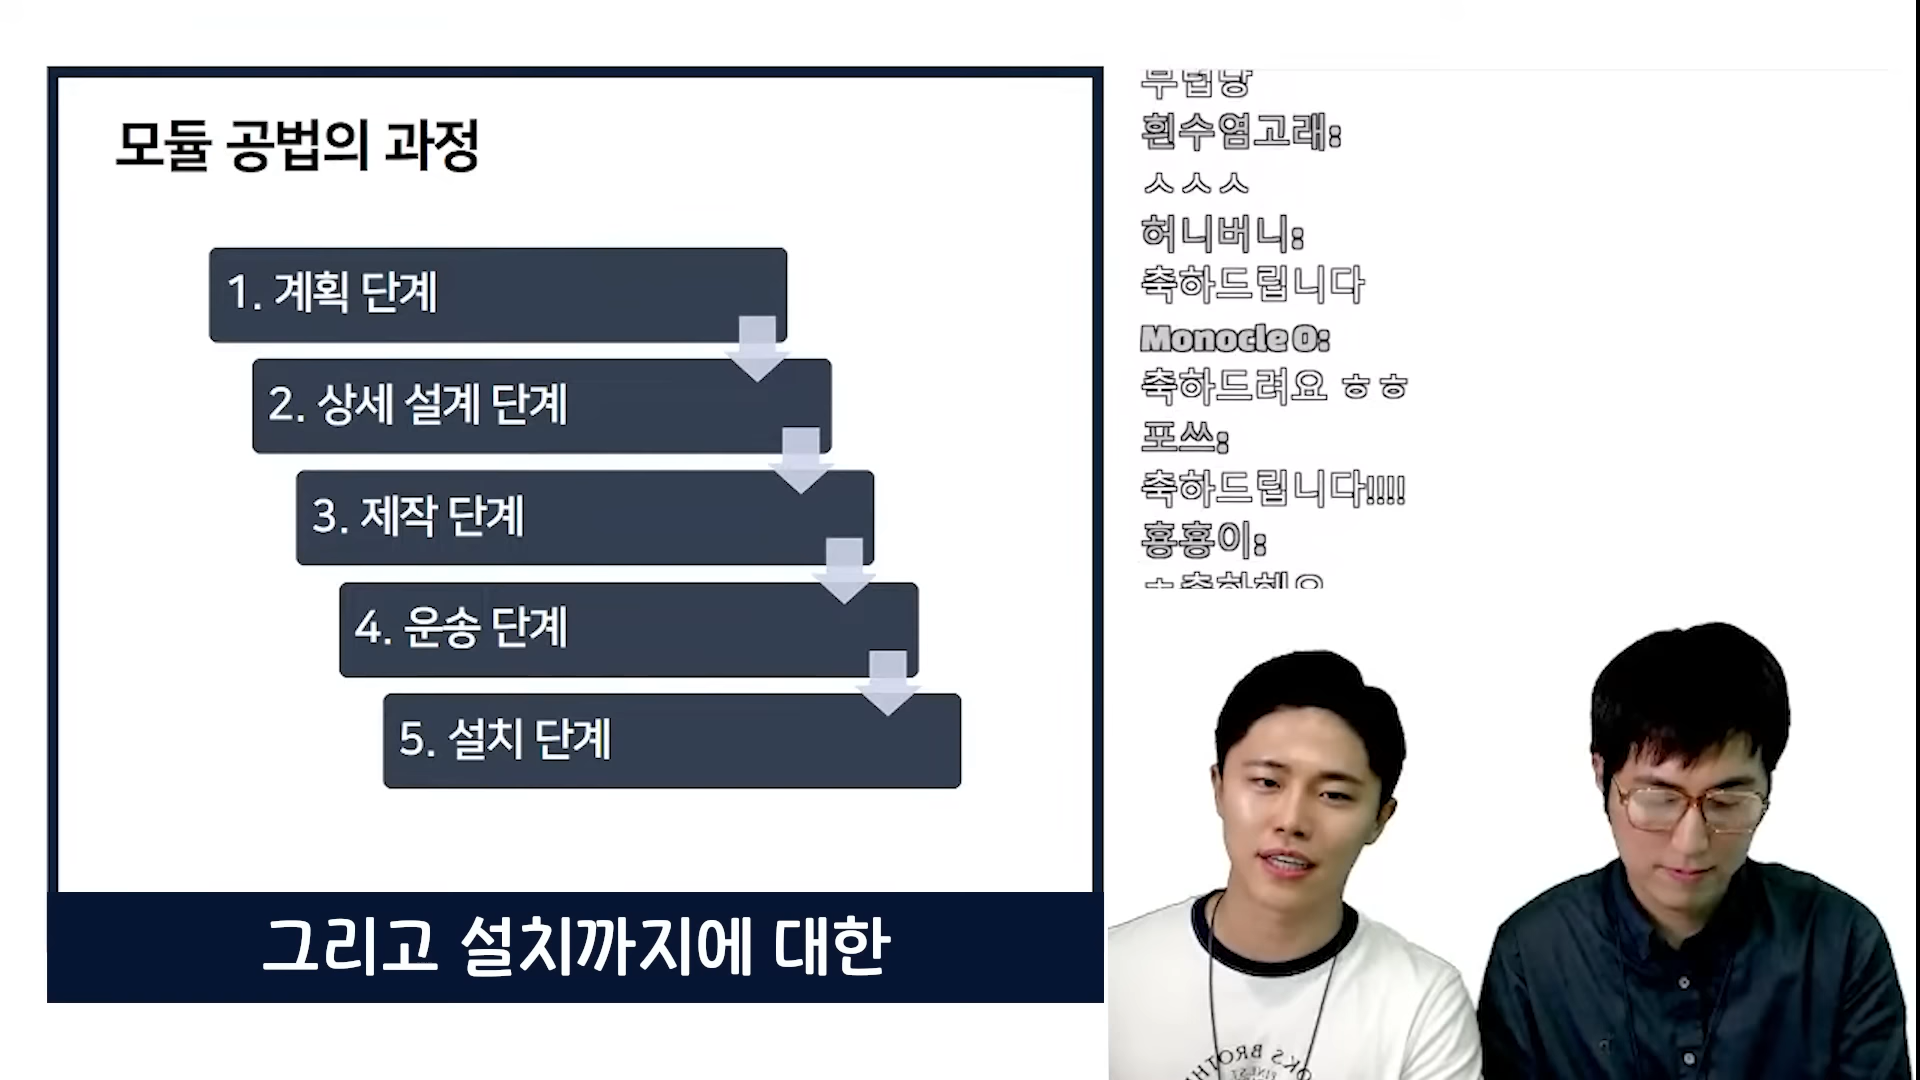 모듈 공법의 과정
1. 계획 단계
2. 상세 설계 단계
3. 제작 단계
4. 운송 단계
5. 설치 단계
그리고 설치까지에 대한
흰수염고래:
ㅅㅅㅅ
허니버니:
축하드립니다
Monocle O:
축하드려요 ㅎㅎ
포쓰:
축하드립니다!!!!
횽횽이: